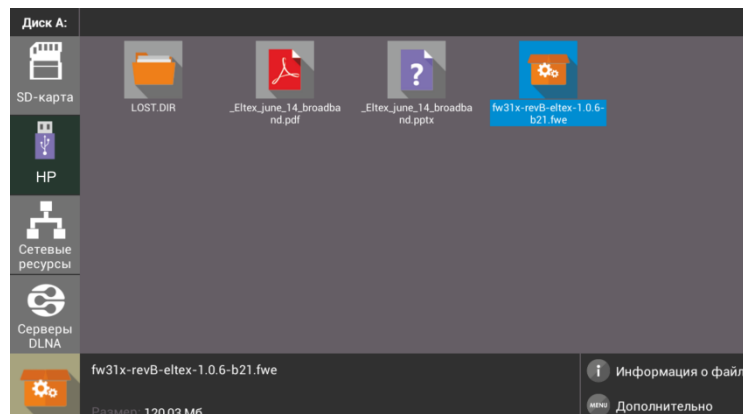 Диск А:
SD-карта
HP
Сетевые
ресурсы
Серверы
DLNA
LOST.DIR
_Eltex_june_14_broadba
nd.pdf
_Eltex_june_14_broadba
nd.pptx
fw31x-revB-eltex-1.0.6-
b21.fwe
fw31x-revB-eltex-1.0.6-b21.fwe
Размер: 120,03 Мб
Информация о файл
MENU Дополнительно